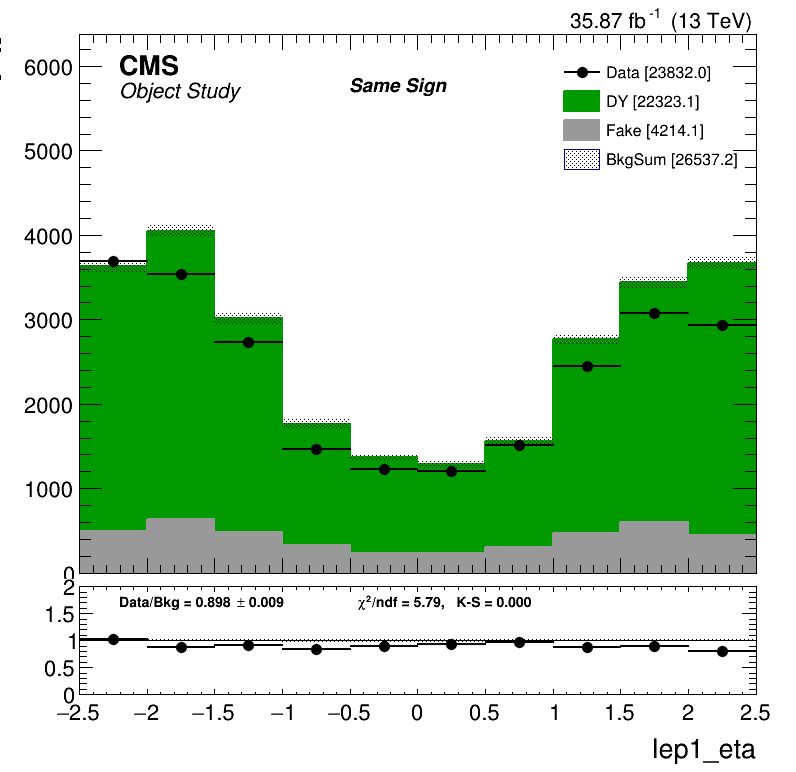 35.87 fb⁻¹ (13 TeV)
CMS
Object Study
Same Sign
Data [23832.0]
DY [22323.1]
Fake [4214.1]
BkgSum [26537.2]
6000
5000
4000
3000
2000
1000
0
Data/Bkg = 0.898 ± 0.009
χ²/ndf = 5.79, K-S = 0.000
2
1.5
1
0.5
0
−2.5 −2 −1.5 −1 −0.5 0 0.5 1 1.5 2 2.5
lep1_eta